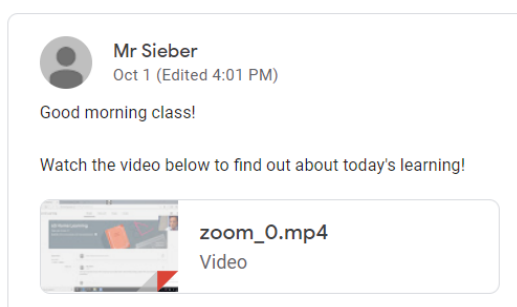 Mr Sieber
Oct 1 (Edited 4:01 PM)
Good morning class!
Watch the video below to find out about today's learning!
zoom_0.mp4
Video